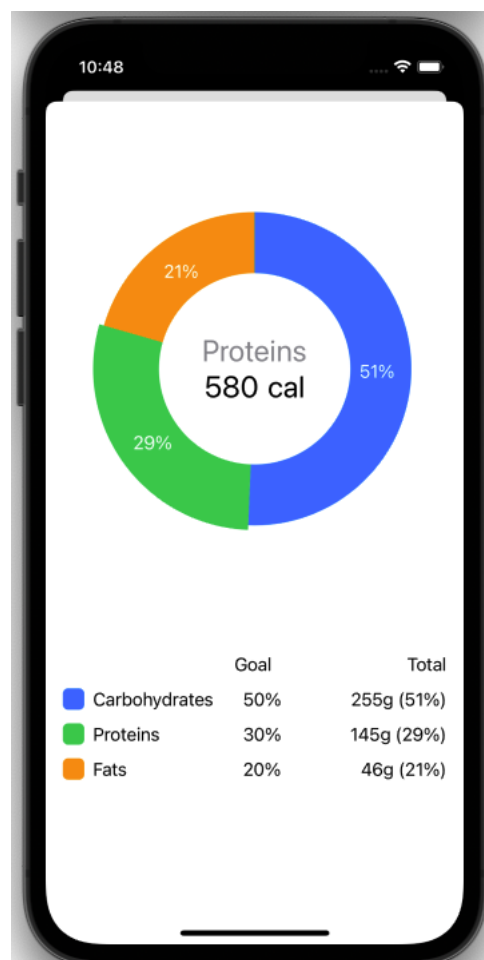 10:48
21%
Proteins
580 cal
51%
29%
Goal Total
Carbohydrates 50% 255g (51%)
Proteins 30% 145g (29%)
Fats 20% 46g (21%)